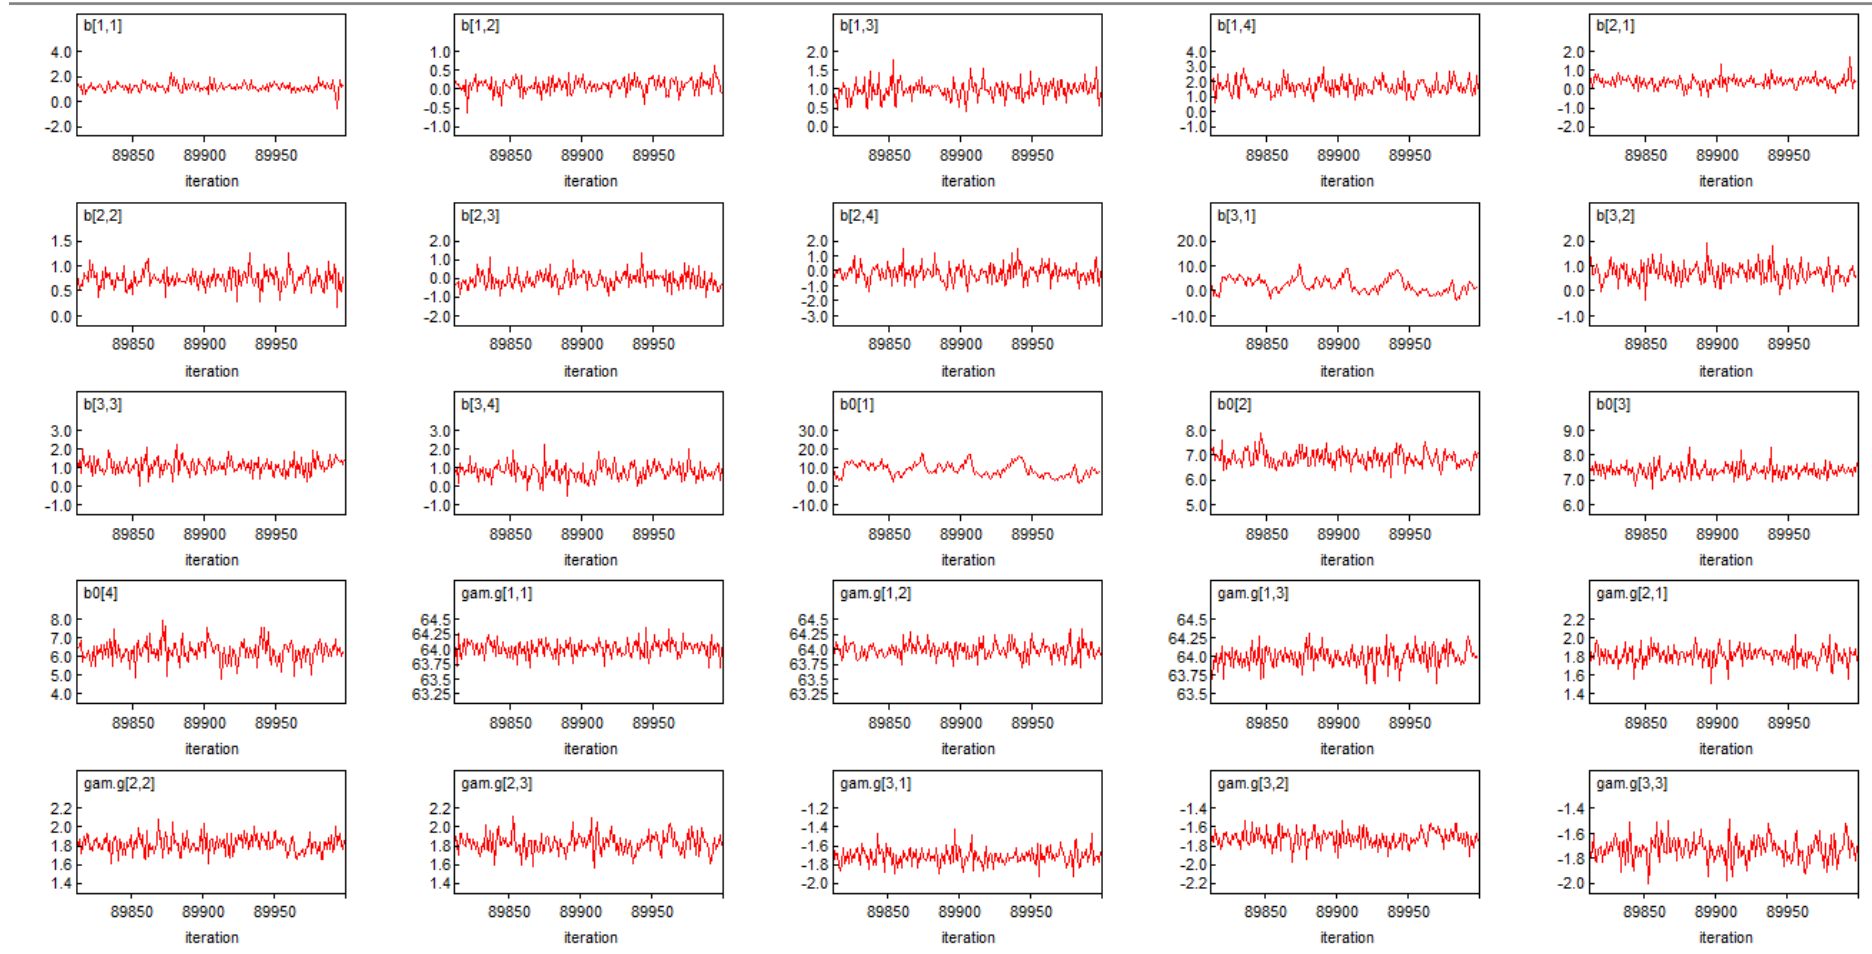 b[1,1] b[1,2] b[1,3] b[1,4] b[2,1]
4.0 1.0 2.0 4.0 2.0
2.0 0.5 1.5 3.0 1.0
0.0 0.0 1.0 2.0 0.0
-2.0 -0.5 0.5 1.0 -1.0
-1.0 0.0 0.0 -2.0
-1.0
89850 89900 89950 89850 89900 89950 89850 89900 89950 89850 89900 89950 89850 89900 89950
iteration iteration iteration iteration iteration
b[2,2] b[2,3] b[2,4] b[3,1] b[3,2]
1.5 2.0 2.0 20.0 2.0
1.0 1.0 1.0 10.0 1.0
0.5 0.0 0.0 0.0 0.0
0.0 -1.0 -1.0 -10.0 -1.0
-2.0 -2.0
-3.0
89850 89900 89950 89850 89900 89950 89850 89900 89950 89850 89900 89950 89850 89900 89950
iteration iteration iteration iteration iteration
b[3,3] b[3,4] b0[1] b0[2] b0[3]
3.0 3.0 30.0 8.0 9.0
2.0 2.0 20.0 7.0 8.0
1.0 1.0 10.0 6.0 7.0
0.0 0.0 0.0 5.0 6.0
-1.0 -1.0 -10.0
89850 89900 89950 89850 89900 89950 89850 89900 89950 89850 89900 89950 89850 89900 89950
iteration iteration iteration iteration iteration
b0[4] gam.g[1,1] gam.g[1,2] gam.g[1,3] gam.g[2,1]
8.0 64.5 64.5 64.5 2.2
7.0 64.25 64.25 64.25 2.0
6.0 64.0 64.0 64.0 1.8
5.0 63.75 63.75 63.75 1.6
4.0 63.5 63.5 63.5 1.4
63.25 63.25
89850 89900 89950 89850 89900 89950 89850 89900 89950 89850 89900 89950 89850 89900 89950
iteration iteration iteration iteration iteration
gam.g[2,2] gam.g[2,3] gam.g[3,1] gam.g[3,2] gam.g[3,3]
2.2 2.2 -1.2 -1.4 -1.4
2.0 2.0 -1.4 -1.6 -1.6
1.8 1.8 -1.6 -1.8 -1.8
1.6 1.6 -1.8 -2.0 -2.0
1.4 1.4 -2.0 -2.2
89850 89900 89950 89850 89900 89950 89850 89900 89950 89850 89900 89950 89850 89900 89950
iteration iteration iteration iteration iteration